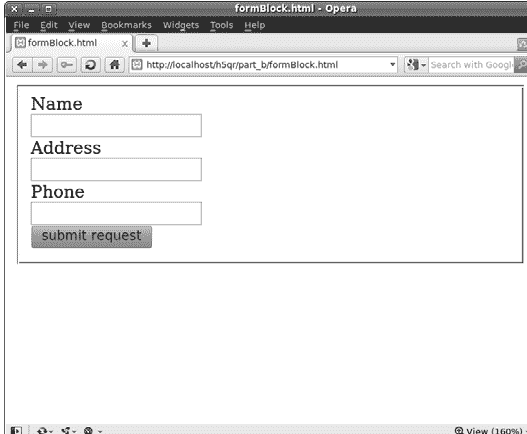 formBlock.html - Opera
File Edit View Bookmarks Widgets Tools Help
formBlock.html
http://localhost/h5qr/part_b/formBlock.html
Search with Googl
Name
Address
Phone
submit request
View (160%)